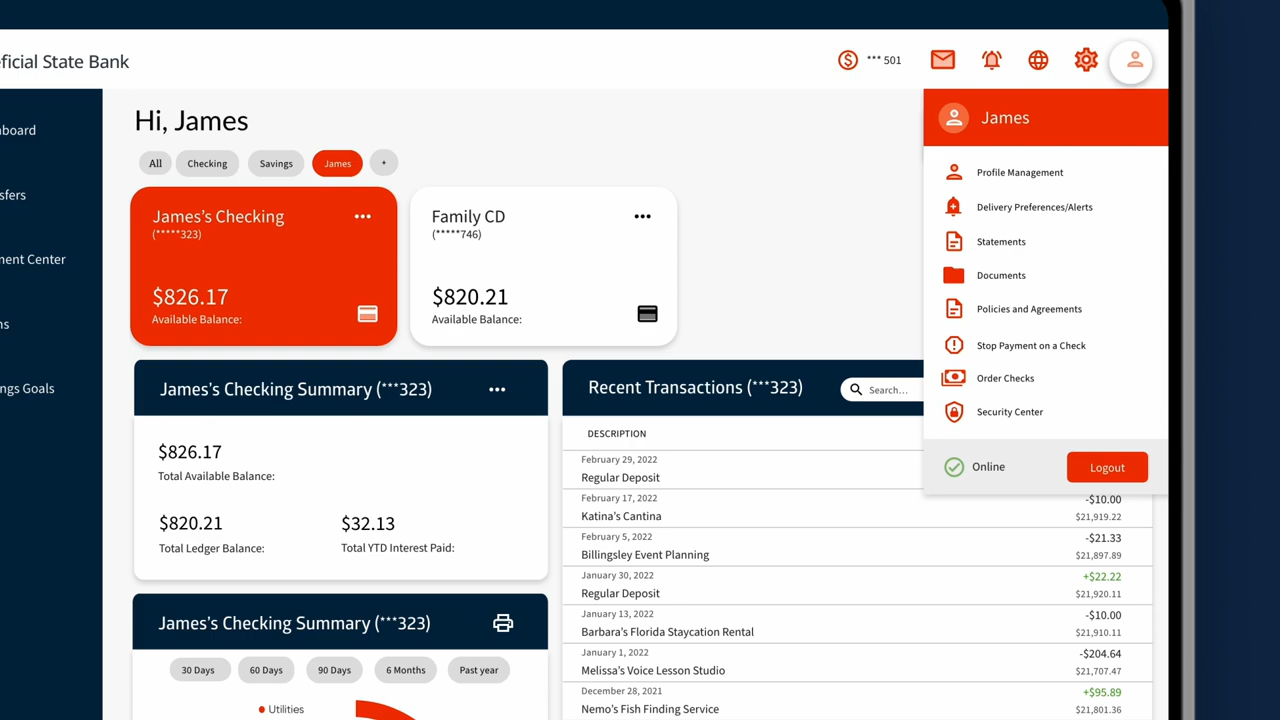 ficial State Bank
*** 501
board
sfers
ment Center
ns
ngs Goals
Hi, James
All
Checking
Savings
James
+
James's Checking
(*****323)
$826.17
Available Balance:
Family CD
(*****746)
$820.21
Available Balance:
James
Profile Management
Delivery Preferences/Alerts
Statements
Documents
Policies and Agreements
Stop Payment on a Check
Order Checks
Security Center
Online
Logout
James's Checking Summary (***323)
$826.17
Total Available Balance:
$820.21
Total Ledger Balance:
$32.13
Total YTD Interest Paid:
James's Checking Summary (***323)
30 Days
60 Days
90 Days
6 Months
Past year
Utilities
Recent Transactions (***323)
Search...
DESCRIPTION
February 29, 2022
Regular Deposit
February 17, 2022
-$10.00
Katina's Cantina
$21,919.22
February 5, 2022
-$21.33
Billingsley Event Planning
$21,897.89
January 30, 2022
+$22.22
Regular Deposit
$21,920.11
January 13, 2022
-$10.00
Barbara's Florida Staycation Rental
$21,910.11
January 1, 2022
-$204.64
Melissa's Voice Lesson Studio
$21,707.47
December 28, 2021
+$95.89
Nemo's Fish Finding Service
$21,801.36